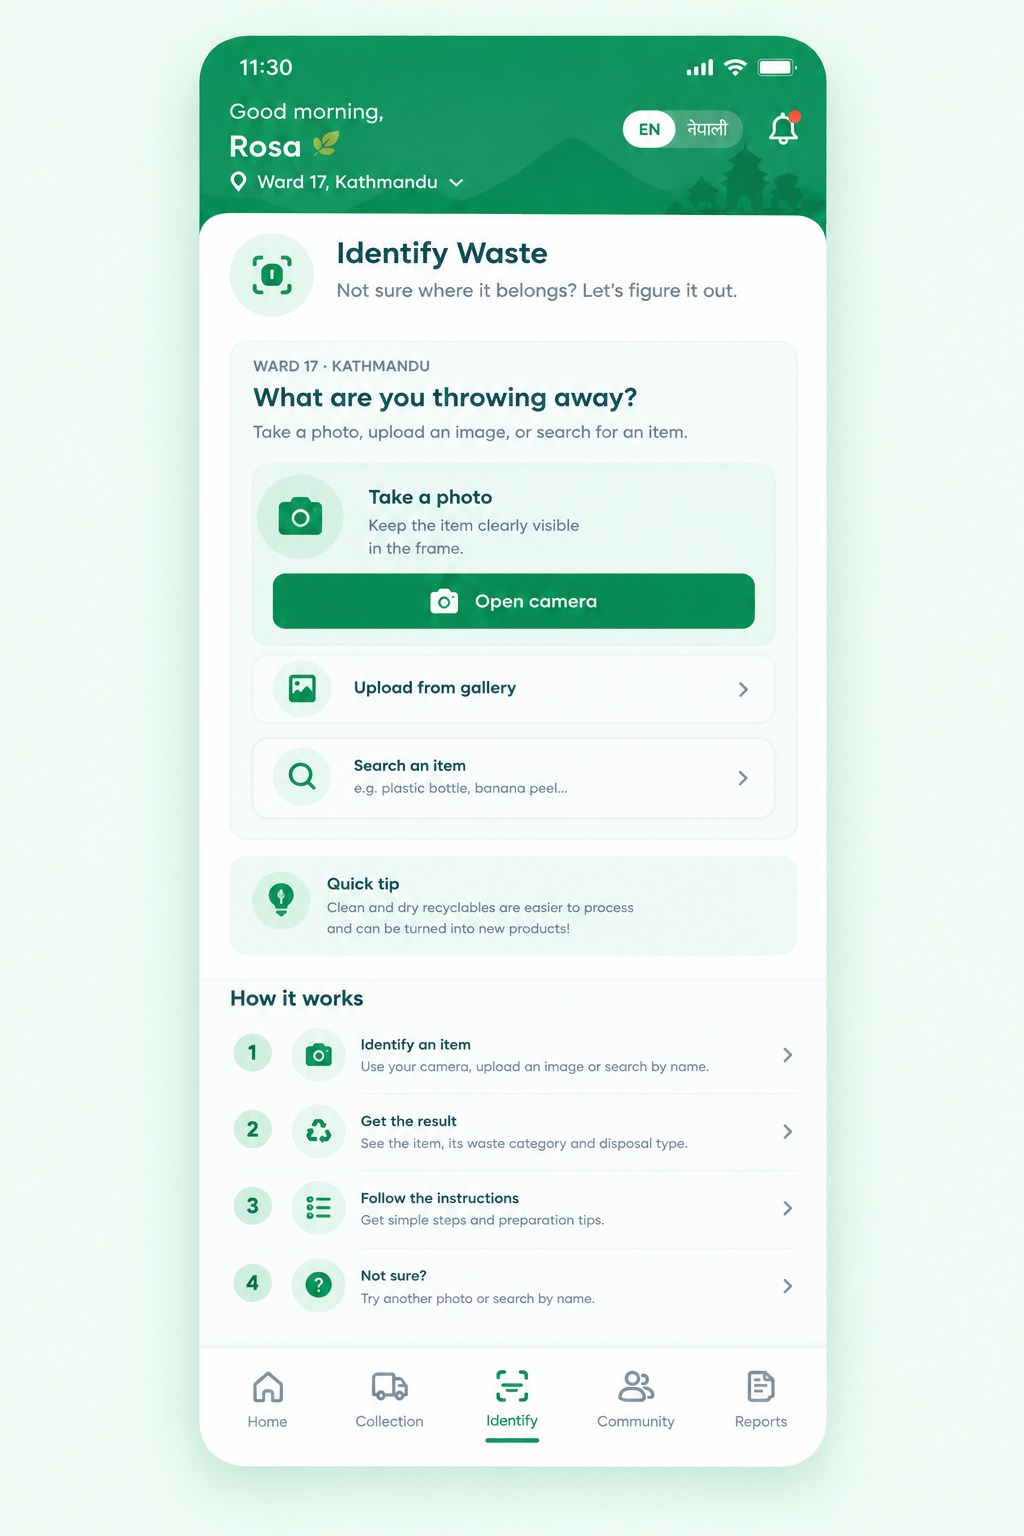 11:30
Good morning,
Rosa
EN नेपाली
Ward 17, Kathmandu
Identify Waste
Not sure where it belongs? Let's figure it out.
WARD 17 · KATHMANDU
What are you throwing away?
Take a photo, upload an image, or search for an item.
Take a photo
Keep the item clearly visible
in the frame.
Open camera
Upload from gallery
Search an item
e.g. plastic bottle, banana peel...
Quick tip
Clean and dry recyclables are easier to process
and can be turned into new products!
How it works
1
Identify an item
Use your camera, upload an image or search by name.
2
Get the result
See the item, its waste category and disposal type.
3
Follow the instructions
Get simple steps and preparation tips.
4
Not sure?
Try another photo or search by name.
Home
Collection
Identify
Community
Reports